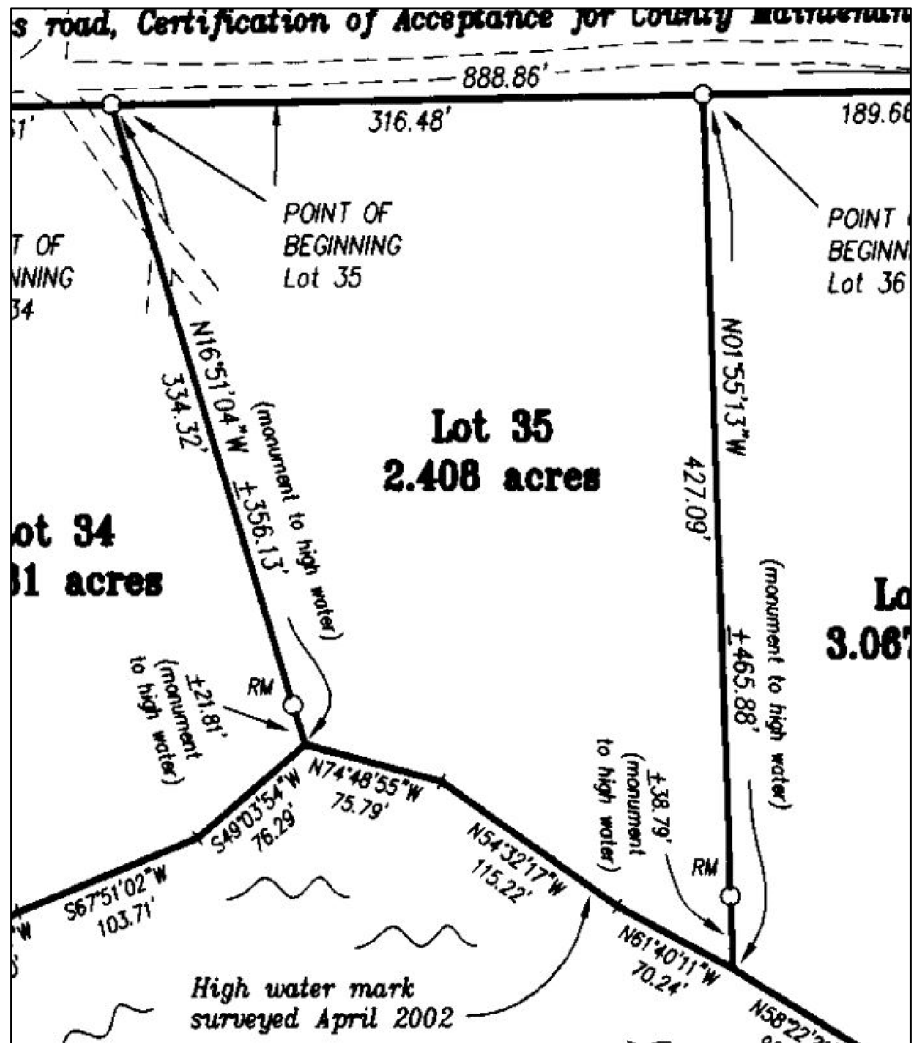 s road, Certification of Acceptance for County Maintenan
888.86'
316.48'
189.66
51'
POINT OF
BEGINNING
Lot 35
POINT
BEGINN
Lot 36
T OF
NNING
34
N16°51'04"W
±356.13'
334.32'
(monument to high water)
N01°55'13"W
427.09'
±465.88'
(monument to high water)
Lot 35
2.408 acres
ot 34
31 acres
Lo
3.067
RM
±21.81'
(monument
to high water)
RM
±38.79'
(monument
to high water)
N74°48'55"W
75.79'
S49°03'54"W
76.29'
S67°51'02"W
103.71'
N54°32'17"W
115.22'
N61°40'11"W
70.24'
N58°22'
"W
High water mark
surveyed April 2002